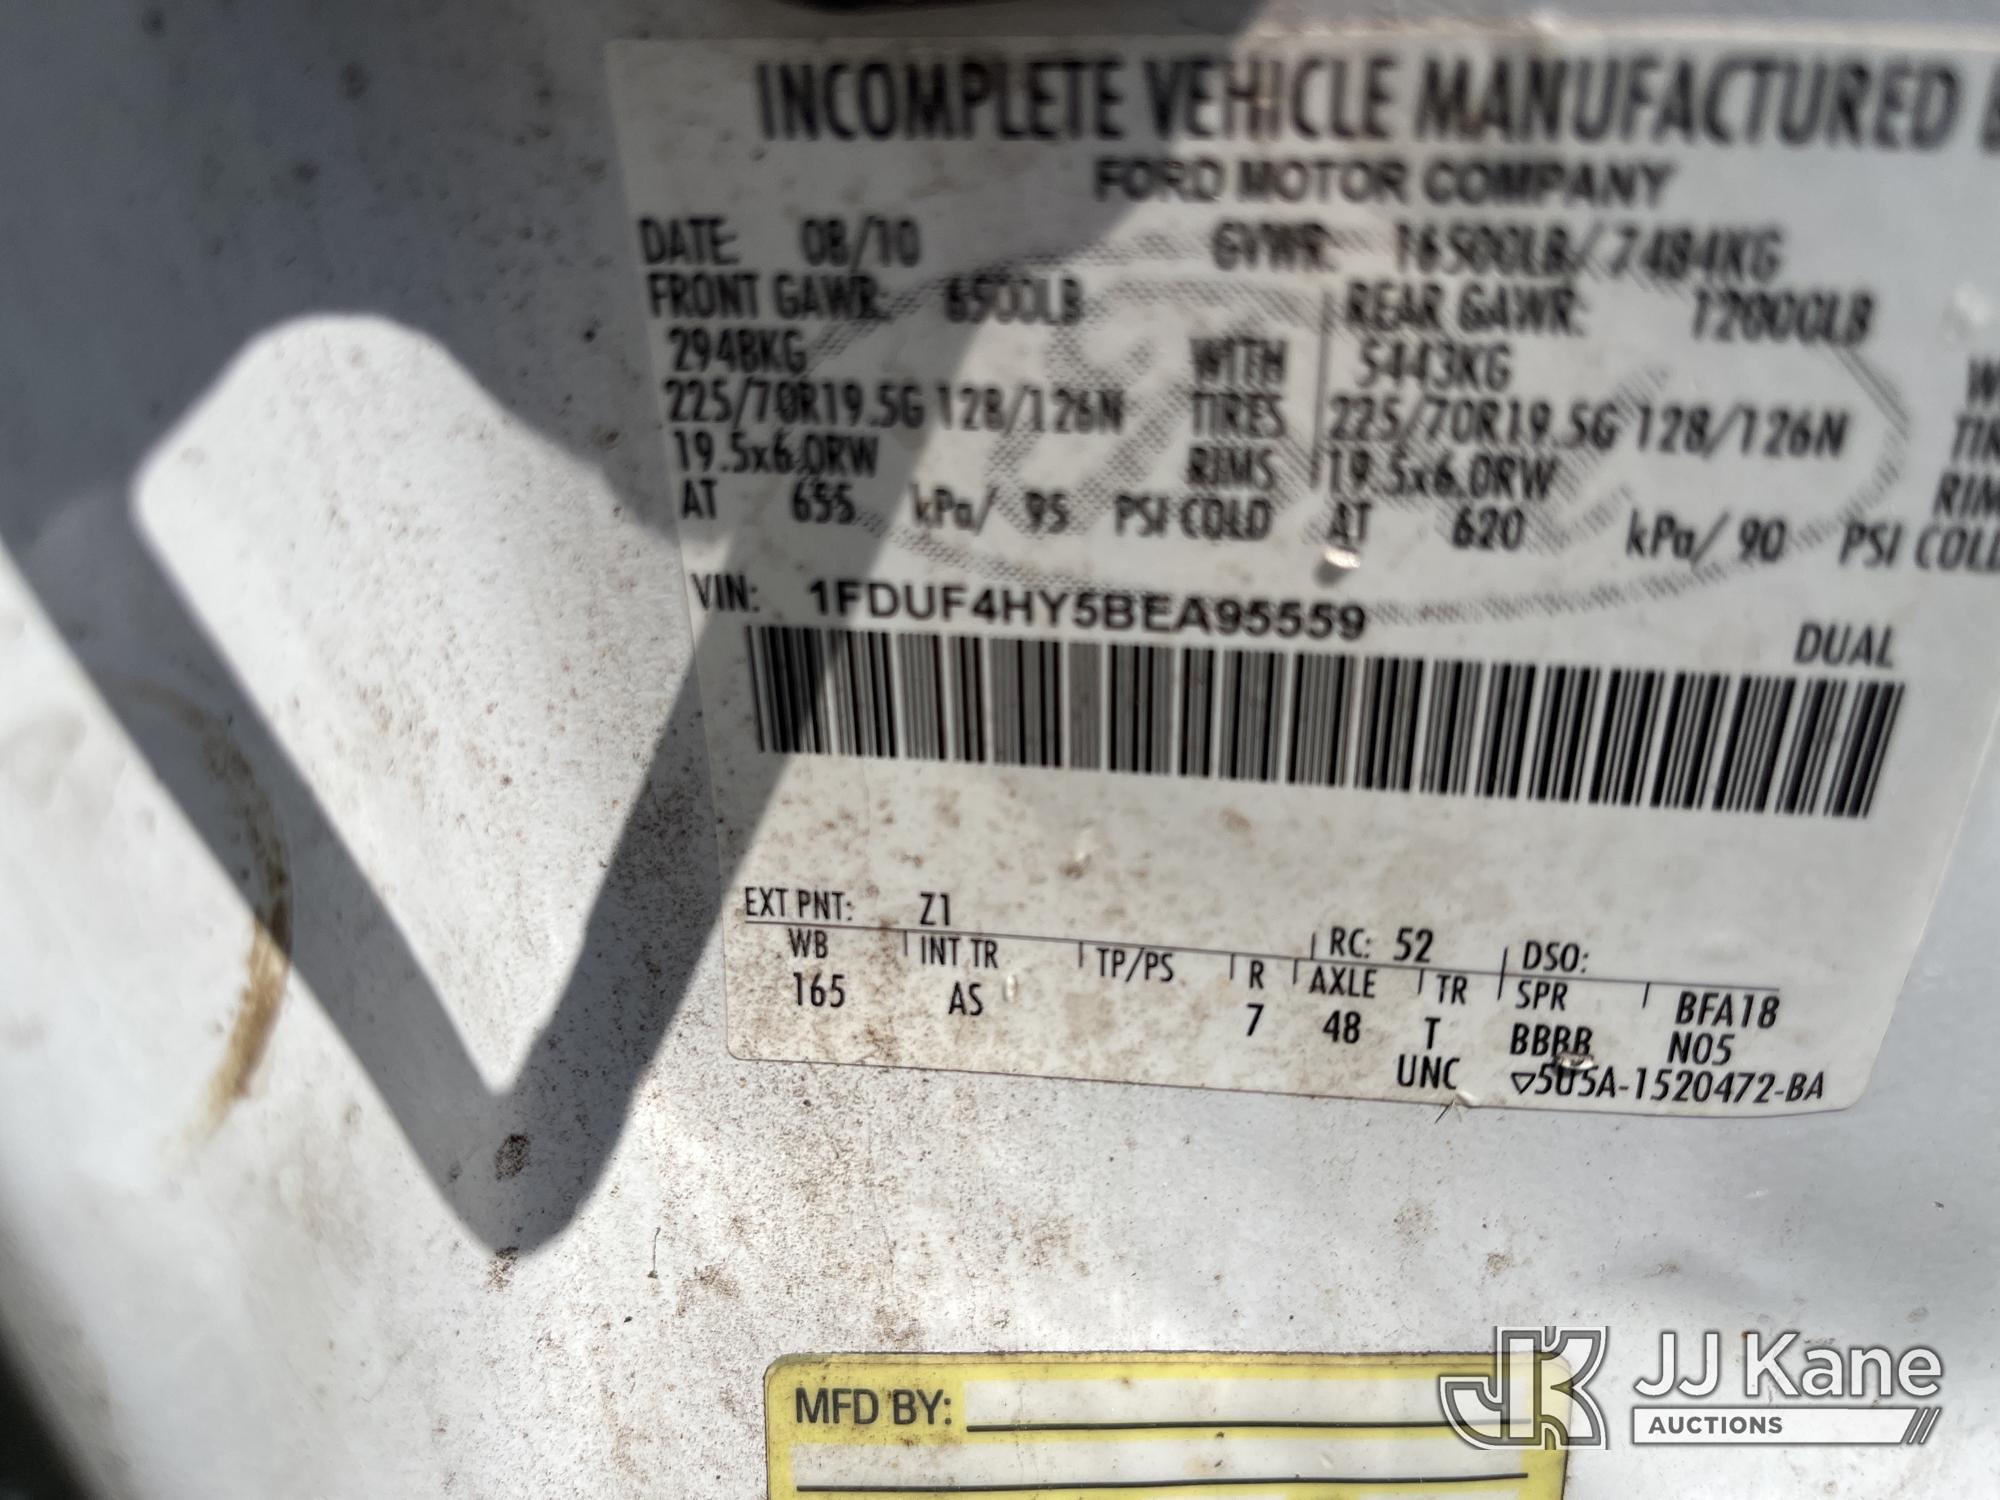 INCOMPLETE VEHICLE MANUFACTURED
FORD MOTOR COMPANY
DATE: 08/10 GVWR: 16500LB/ 7484KG
FRONT GAWR: 6500LB REAR GAWR: 12000LB
2948KG WITH 5443KG
225/70R19.5G 128/126N TIRES 225/70R19.5G 128/126N
19.5x6.0RW RIMS 19.5x6.0RW
AT 655 kPa/ 95 PSI COLD AT 620 kPa/ 90 PSI COLD
VIN: 1FDUF4HY5BEA95559
DUAL
EXT PNT: Z1 RC: 52 DSO:
WB INT TR TP/PS R AXLE TR SPR BFA18
165 AS 7 48 T BBBB N05
UNC ▽5U5A-1520472-BA
MFD BY:
JK JJ Kane
AUCTIONS